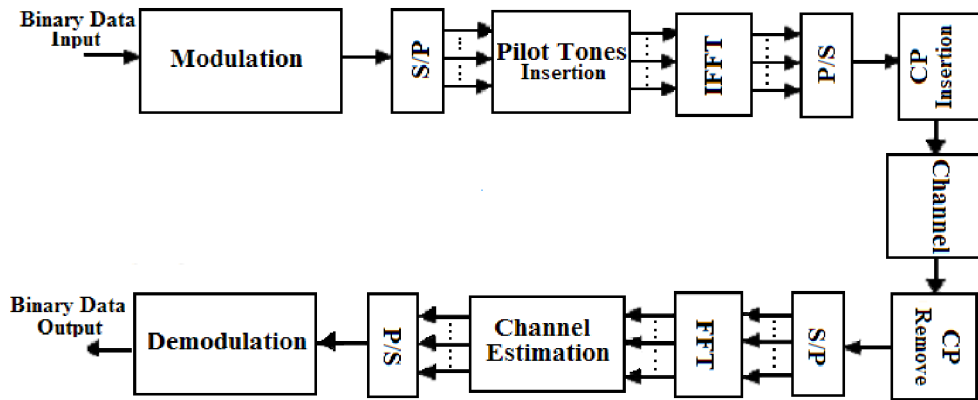 Binary Data
Input
Modulation
S/P
Pilot Tones
Insertion
IFFT
P/S
CP
Insertion
Channel
Binary Data
Output
Demodulation
P/S
Channel
Estimation
FFT
S/P
CP
Remove